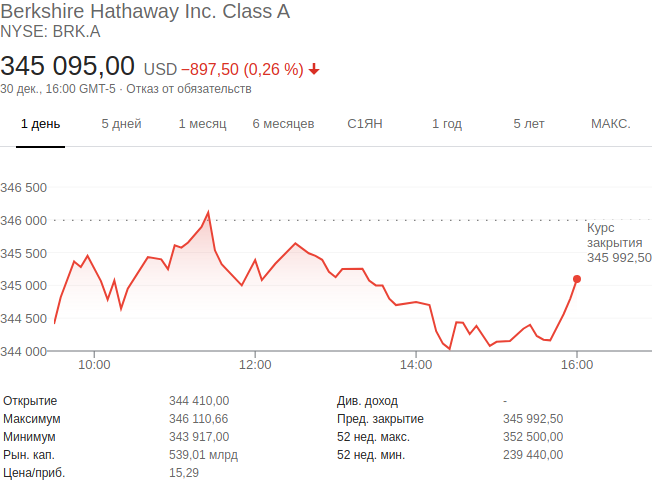 Berkshire Hathaway Inc. Class A
NYSE: BRK.A
345 095,00 USD −897,50 (0,26 %)
30 дек., 16:00 GMT-5 · Отказ от обязательств
1 день 5 дней 1 месяц 6 месяцев С1ЯН 1 год 5 лет МАКС.
346 500
346 000
Курс
закрытия
345 992,50
345 500
345 000
344 500
344 000
10:00 12:00 14:00 16:00
Открытие 344 410,00 Див. доход -
Максимум 346 110,66 Пред. закрытие 345 992,50
Минимум 343 917,00 52 нед. макс. 352 500,00
Рын. кап. 539,01 млрд 52 нед. мин. 239 440,00
Цена/приб. 15,29